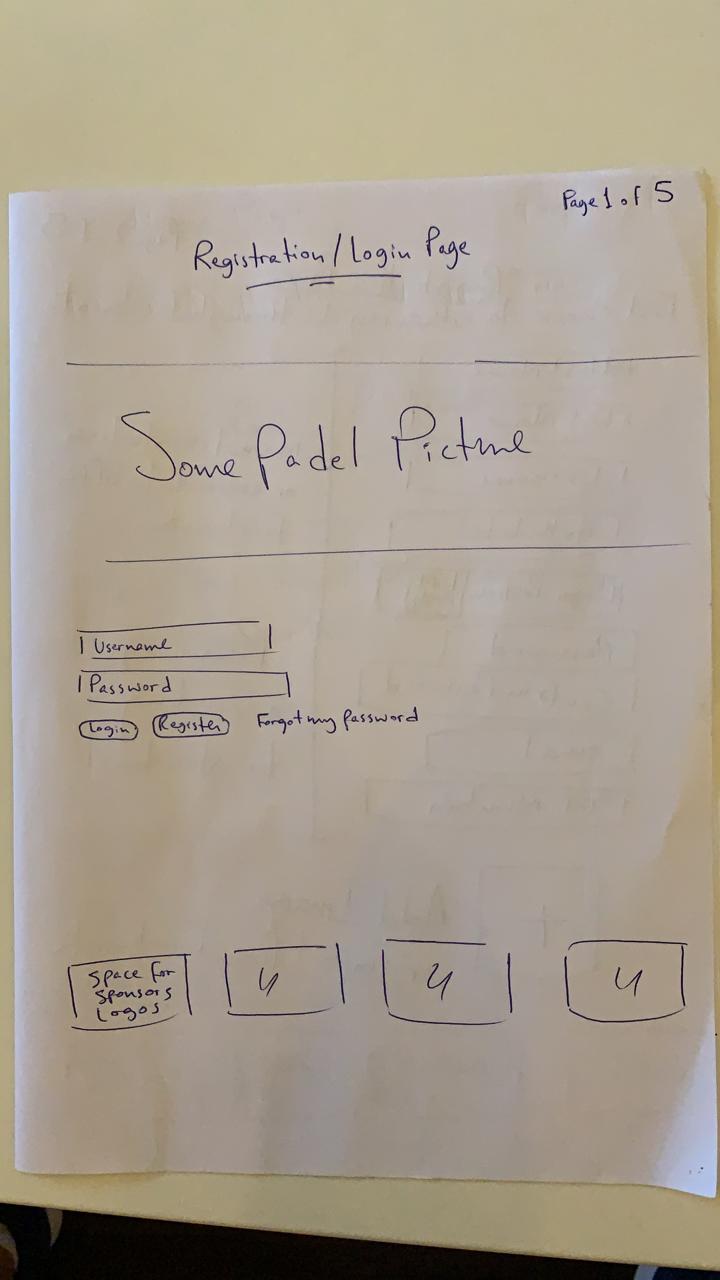 Page 1 of 5
Registration / Login Page
Some Padel Picture
Username
Password
Login Register Forgot my password
Space for
Sponsors
Logos